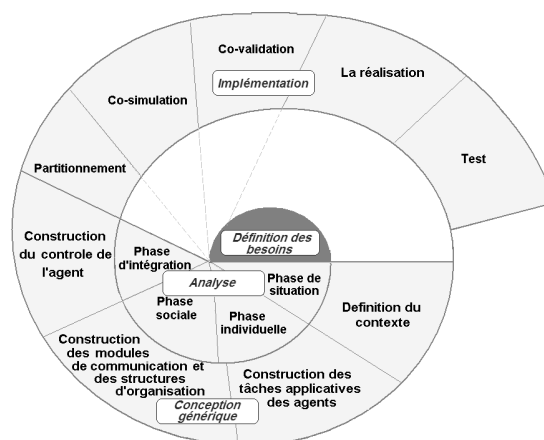 Co-validation
Implémentation
La réalisation
Co-simulation
Test
Partitionnement
Définition des
besoins
Construction
du controle de
l'agent
Phase
d'intégration
Phase de
situation
Analyse
Phase
sociale
Phase
individuelle
Definition du
contexte
Construction
des modules
de communication et
des structures
d'organisation
Construction des
tâches applicatives
des agents
Conception
générique